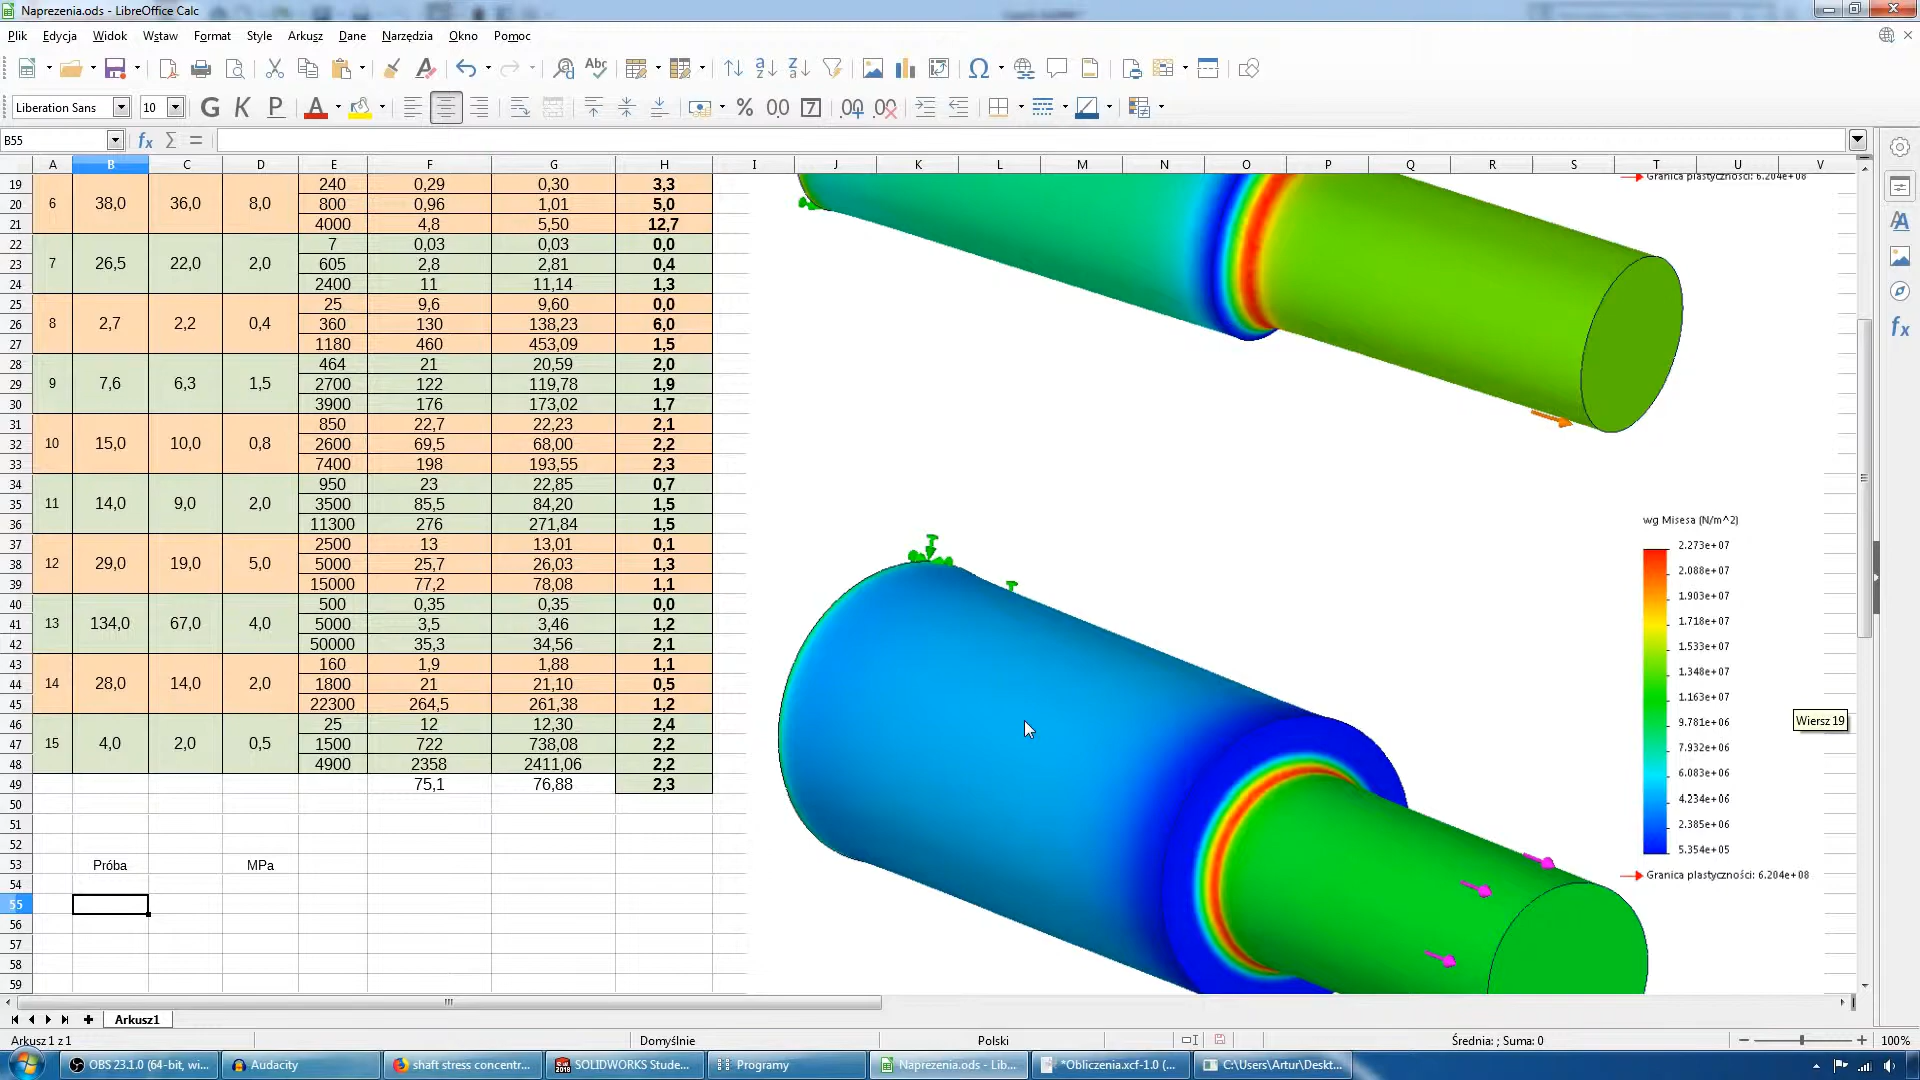 Naprezenia.ods - LibreOffice Calc
Plik Edycja Widok Wstaw Format Style Arkusz Dane Narzędzia Okno Pomoc
Liberation Sans 10 G K P A % 00 7
B55 fx Σ =
A B C D E F G H I J K L M N O P Q R S T U V
19 240 0,29 0,30 3,3
20 6 38,0 36,0 8,0 800 0,96 1,01 5,0
21 4000 4,8 5,50 12,7
22 7 0,03 0,03 0,0
23 7 26,5 22,0 2,0 605 2,8 2,81 0,4
24 2400 11 11,14 1,3
25 25 9,6 9,60 0,0
26 8 2,7 2,2 0,4 360 130 138,23 6,0
27 1180 460 453,09 1,5
28 464 21 20,59 2,0
29 9 7,6 6,3 1,5 2700 122 119,78 1,9
30 3900 176 173,02 1,7
31 850 22,7 22,23 2,1
32 10 15,0 10,0 0,8 2600 69,5 68,00 2,2
33 7400 198 193,55 2,3
34 950 23 22,85 0,7
35 11 14,0 9,0 2,0 3500 85,5 84,20 1,5
36 11300 276 271,84 1,5
37 2500 13 13,01 0,1
38 12 29,0 19,0 5,0 5000 25,7 26,03 1,3
39 15000 77,2 78,08 1,1
40 500 0,35 0,35 0,0
41 13 134,0 67,0 4,0 5000 3,5 3,46 1,2
42 50000 35,3 34,56 2,1
43 160 1,9 1,88 1,1
44 14 28,0 14,0 2,0 1800 21 21,10 0,5
45 22300 264,5 261,38 1,2
46 25 12 12,30 2,4
47 15 4,0 2,0 0,5 1500 722 738,08 2,2
48 4900 2358 2411,06 2,2
49 75,1 76,88 2,3
50
51
52
53 Próba MPa
54
55
56
57
58
59
Granica plastyczności: 6.204e+08
wg Misesa (N/m^2)
2.273e+07
2.088e+07
1.903e+07
1.718e+07
1.533e+07
1.348e+07
1.163e+07
9.781e+06
7.932e+06
6.083e+06
4.234e+06
2.385e+06
5.354e+05
Granica plastyczności: 6.204e+08
Wiersz 19
Arkusz1
Arkusz 1 z 1 Domyślnie Polski Średnia: ; Suma: 0 100%
OBS 23.1.0 (64-bit, wi... Audacity shaft stress concentr... SOLIDWORKS Stude... Programy Naprezenia.ods - Lib... *Obliczenia.xcf-1.0 (... C:\Users\Artur\Deskt...